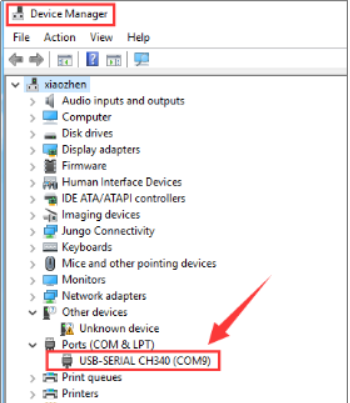 Device Manager
File Action View Help
xiaozhen
Audio inputs and outputs
Computer
Disk drives
Display adapters
Firmware
Human Interface Devices
IDE ATA/ATAPI controllers
Imaging devices
Jungo Connectivity
Keyboards
Mice and other pointing devices
Monitors
Network adapters
Other devices
Unknown device
Ports (COM & LPT)
USB-SERIAL CH340 (COM9)
Print queues
Printers